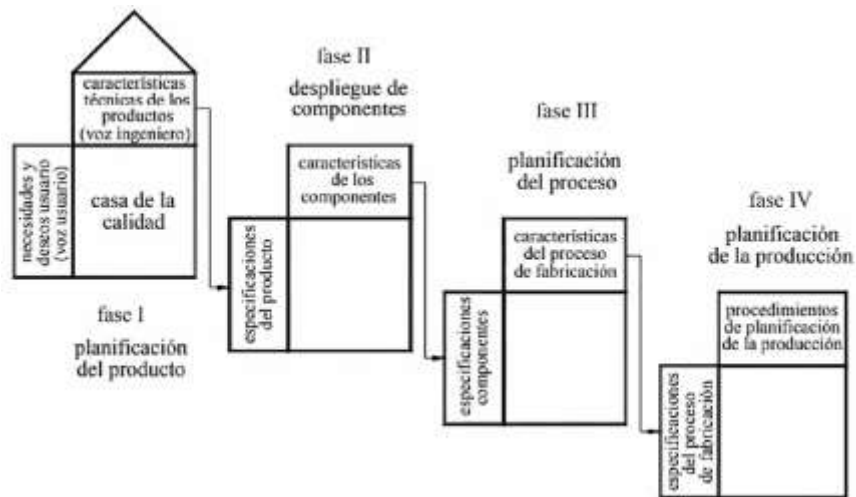 características
técnicas de los
productos
(voz ingeniero)
necesidades y
deseos usuario
(voz usuario)
casa de la
calidad
fase I
planificación
del producto
fase II
despliegue de
componentes
características
de los
componentes
especificaciones
del producto
fase III
planificación
del proceso
características
del proceso
de fabricación
especificaciones
componentes
fase IV
planificación
de la producción
procedimientos
de planificación
de la producción
especificaciones
del proceso
de fabricación